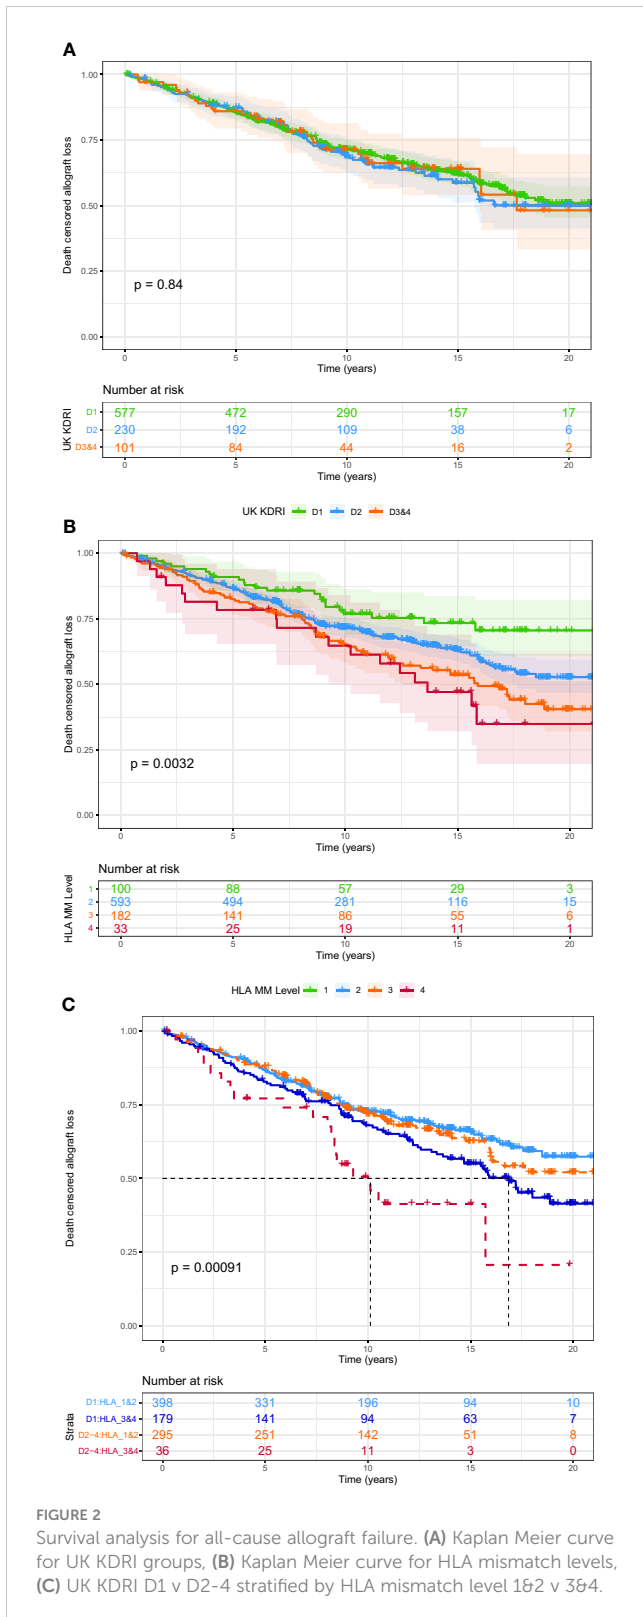 A
1.00
0.75
0.50
0.25
0.00
Death censored allograft loss
p = 0.84
0 5 10 15 20
Time (years)
Number at risk
UK KDRI
D1 577 472 290 157 17
D2 230 192 109 38 6
D3&4 101 84 44 16 2
0 5 10 15 20
Time (years)
UK KDRI D1 D2 D3&4
B
1.00
0.75
0.50
0.25
0.00
Death censored allograft loss
p = 0.0032
0 5 10 15 20
Time (years)
Number at risk
HLA MM Level
1 100 88 57 29 3
2 593 494 281 116 15
3 182 141 86 55 6
4 33 25 19 11 1
0 5 10 15 20
Time (years)
HLA MM Level 1 2 3 4
C
1.00
0.75
0.50
0.25
0.00
Death censored allograft loss
p = 0.00091
0 5 10 15 20
Time (years)
Number at risk
Strata
D1:HLA_1&2 398 331 196 94 10
D1:HLA_3&4 179 141 94 63 7
D2-4:HLA_1&2 295 251 142 51 8
D2-4:HLA_3&4 36 25 11 3 0
0 5 10 15 20
Time (years)
FIGURE 2
Survival analysis for all-cause allograft failure. (A) Kaplan Meier curve
for UK KDRI groups, (B) Kaplan Meier curve for HLA mismatch levels,
(C) UK KDRI D1 v D2-4 stratified by HLA mismatch level 1&2 v 3&4.